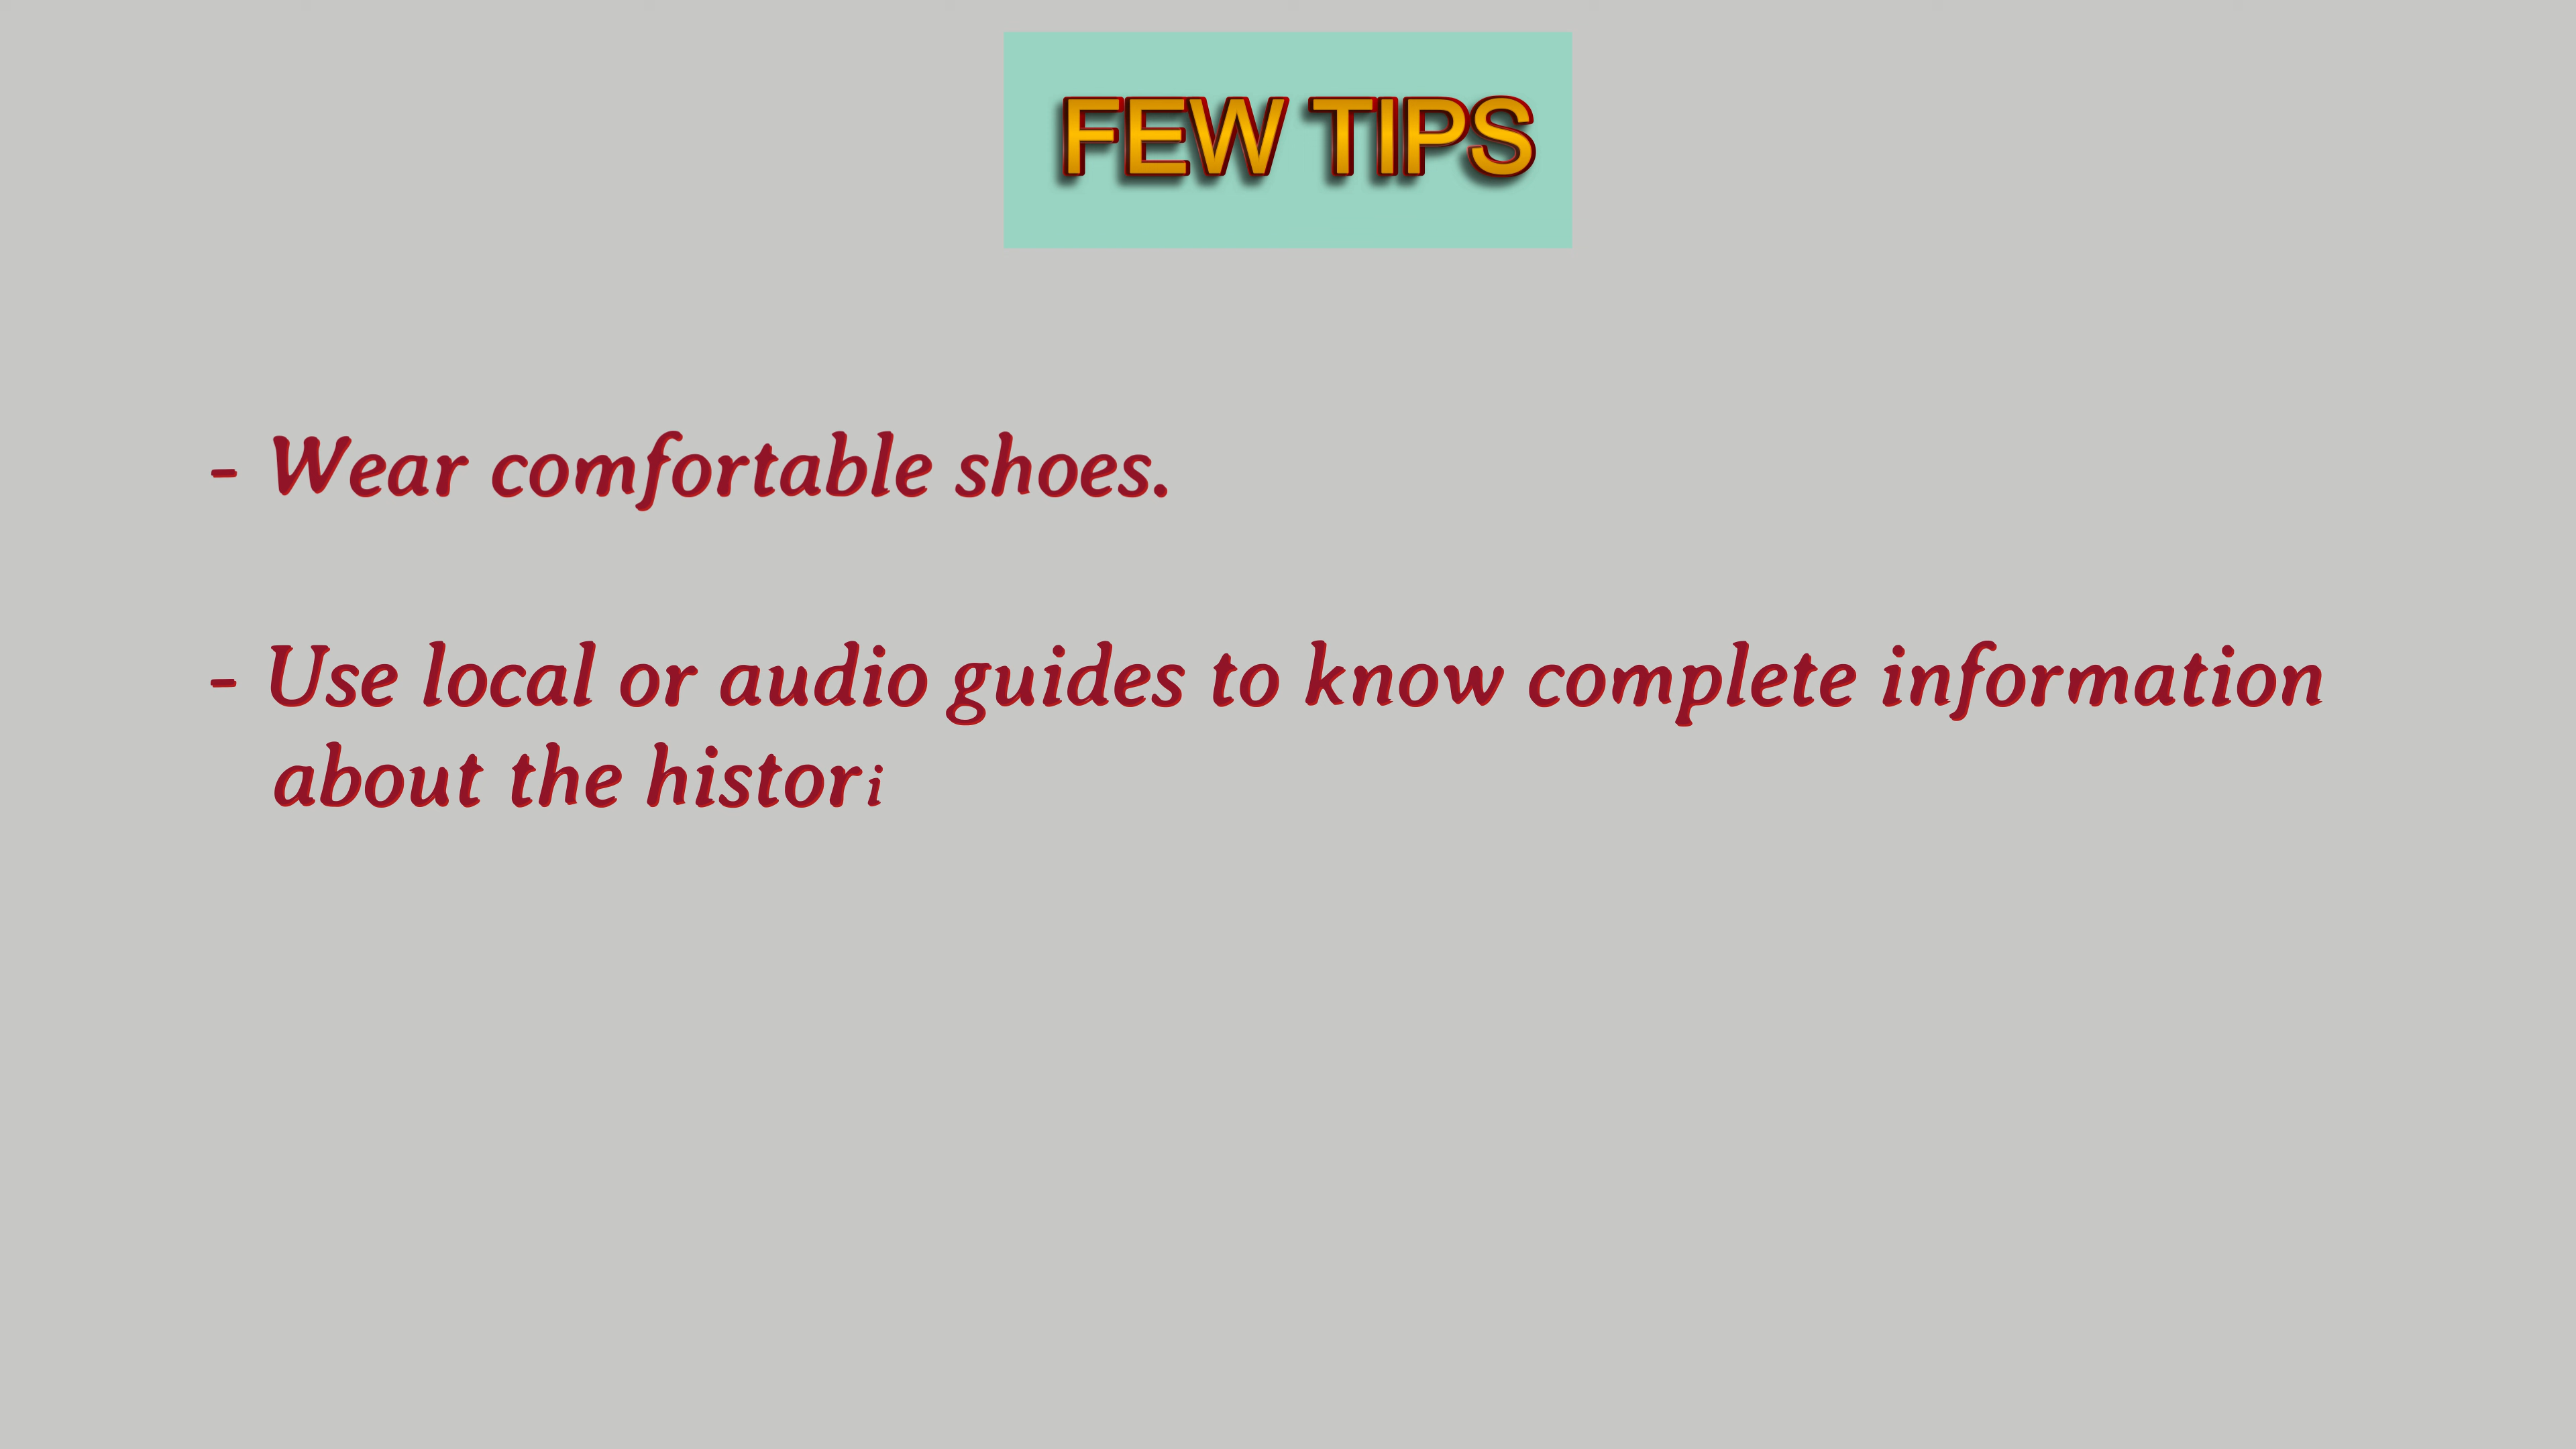 FEW TIPS
- Wear comfortable shoes.
- Use local or audio guides to know complete information
about the histori